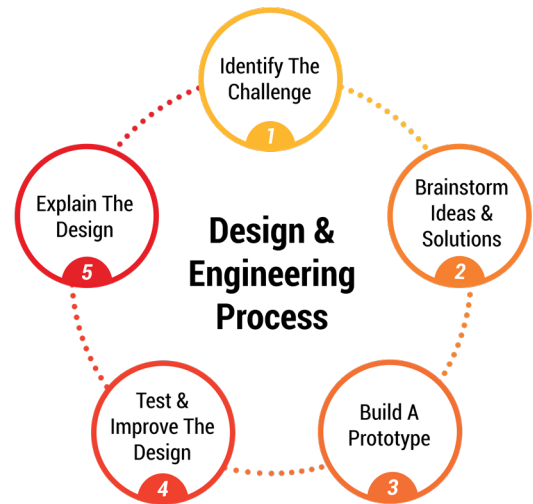 Identify The
Challenge
1
Brainstorm
Ideas &
Solutions
2
Build A
Prototype
3
Test &
Improve The
Design
4
Explain The
Design
5
Design &
Engineering
Process